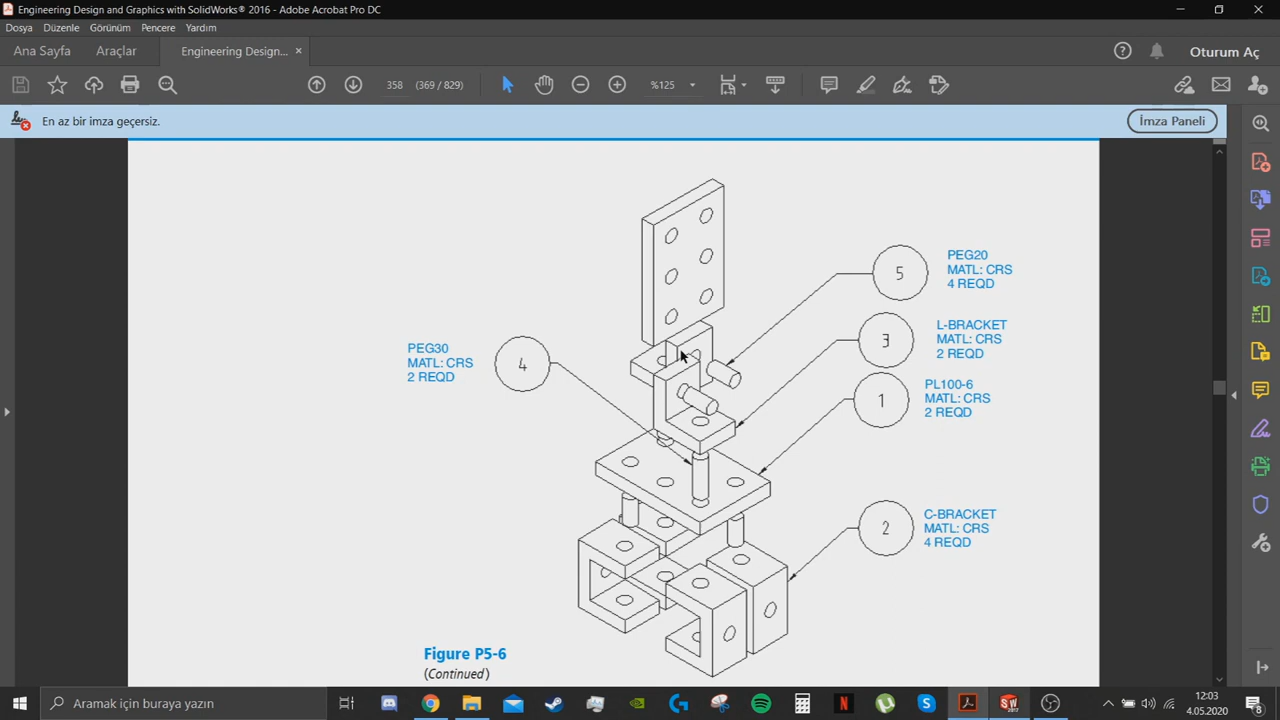 Engineering Design and Graphics with SolidWorks® 2016 - Adobe Acrobat Pro DC
Dosya Düzenle Görünüm Pencere Yardım
Ana Sayfa Araçlar Engineering Design... × Oturum Aç
358 (369 / 829) %125
En az bir imza geçersiz. İmza Paneli
5
PEG20
MATL: CRS
4 REQD
3
L-BRACKET
MATL: CRS
2 REQD
PEG30
MATL: CRS
2 REQD
4
1
PL100-6
MATL: CRS
2 REQD
2
C-BRACKET
MATL: CRS
4 REQD
Figure P5-6
(Continued)
Aramak için buraya yazın
12:03
4.05.2020
8